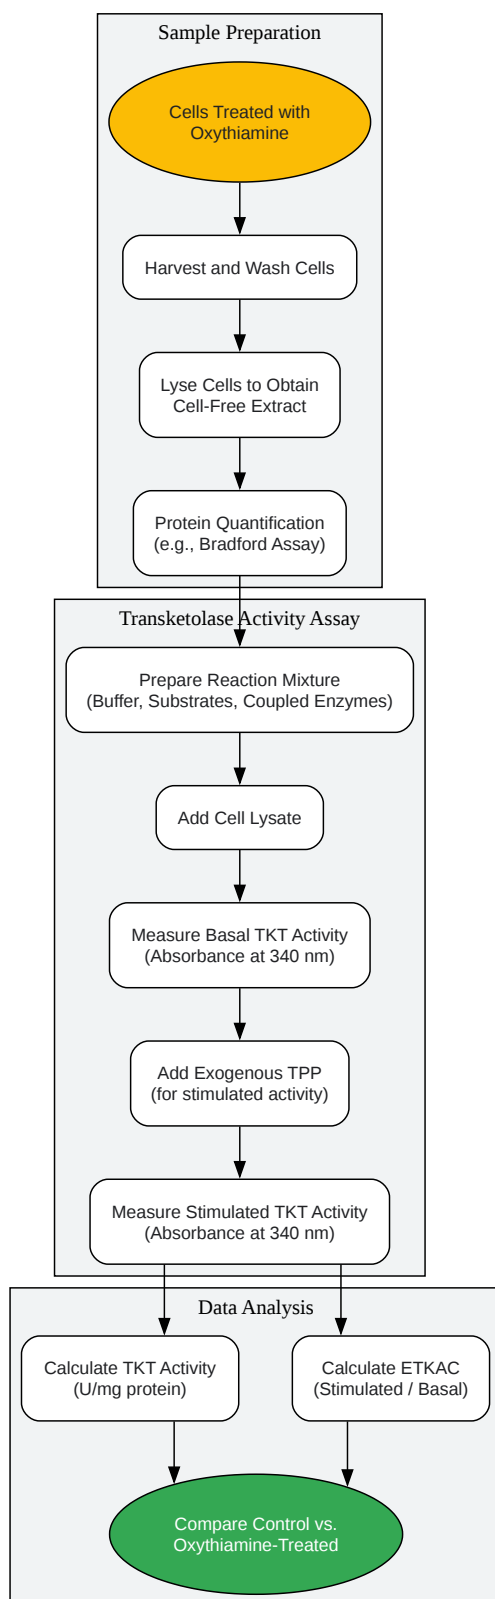 Sample Preparation
Cells Treated with
Oxythiamine
Harvest and Wash Cells
Lyse Cells to Obtain
Cell-Free Extract
Protein Quantification
(e.g., Bradford Assay)
Transketolase Activity Assay
Prepare Reaction Mixture
(Buffer, Substrates, Coupled Enzymes)
Add Cell Lysate
Measure Basal TKT Activity
(Absorbance at 340 nm)
Add Exogenous TPP
(for stimulated activity)
Measure Stimulated TKT Activity
(Absorbance at 340 nm)
Data Analysis
Calculate TKT Activity
(U/mg protein)
Calculate ETKAC
(Stimulated / Basal)
Compare Control vs.
Oxythiamine-Treated